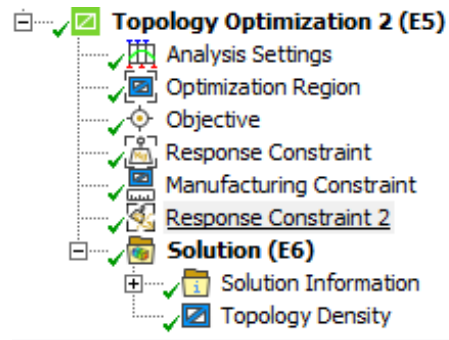 Topology Optimization 2 (E5)
Analysis Settings
Optimization Region
Objective
Response Constraint
Manufacturing Constraint
Response Constraint 2
Solution (E6)
Solution Information
Topology Density